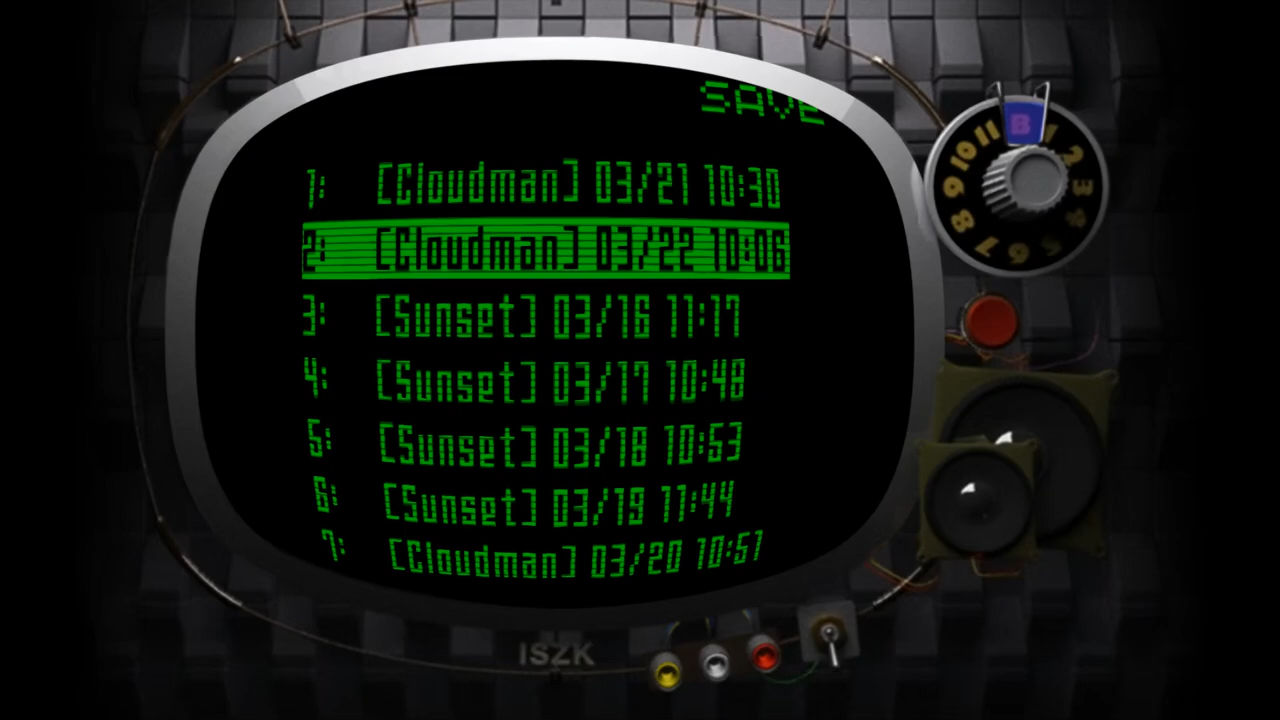 SAVE
1: [Cloudman] 03/21 10:30
2: [Cloudman] 03/22 10:06
3: [Sunset] 03/16 11:17
4: [Sunset] 03/17 10:48
5: [Sunset] 03/18 10:53
6: [Sunset] 03/19 11:44
7: [Cloudman] 03/20 10:57
B 1 2 3 4 5 6 7 8 9 10 11
ISZK